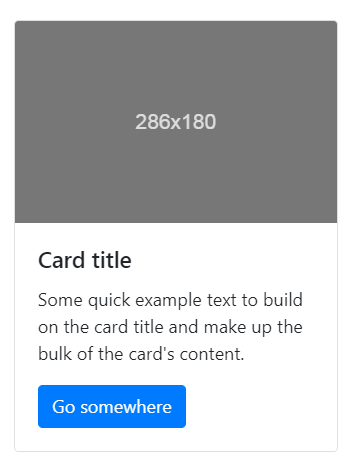 286x180
Card title
Some quick example text to build
on the card title and make up the
bulk of the card's content.
Go somewhere